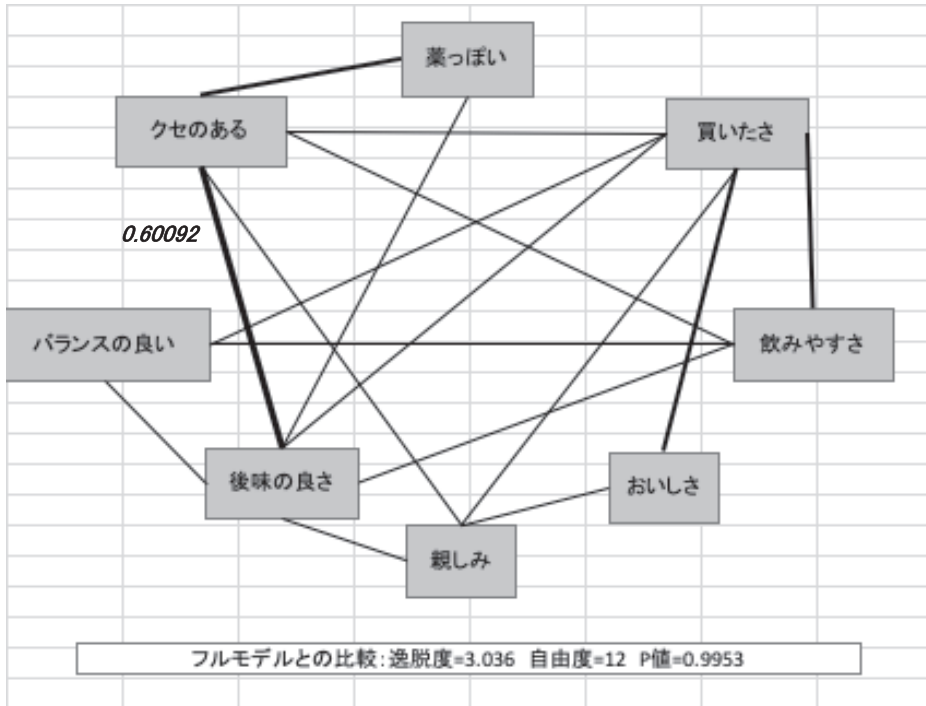 薬っぽい
クセのある
買いたさ
0.60092
バランスの良い
飲みやすさ
後味の良さ
おいしさ
親しみ
フルモデルとの比較:逸脱度=3.036 自由度=12 P値=0.9953